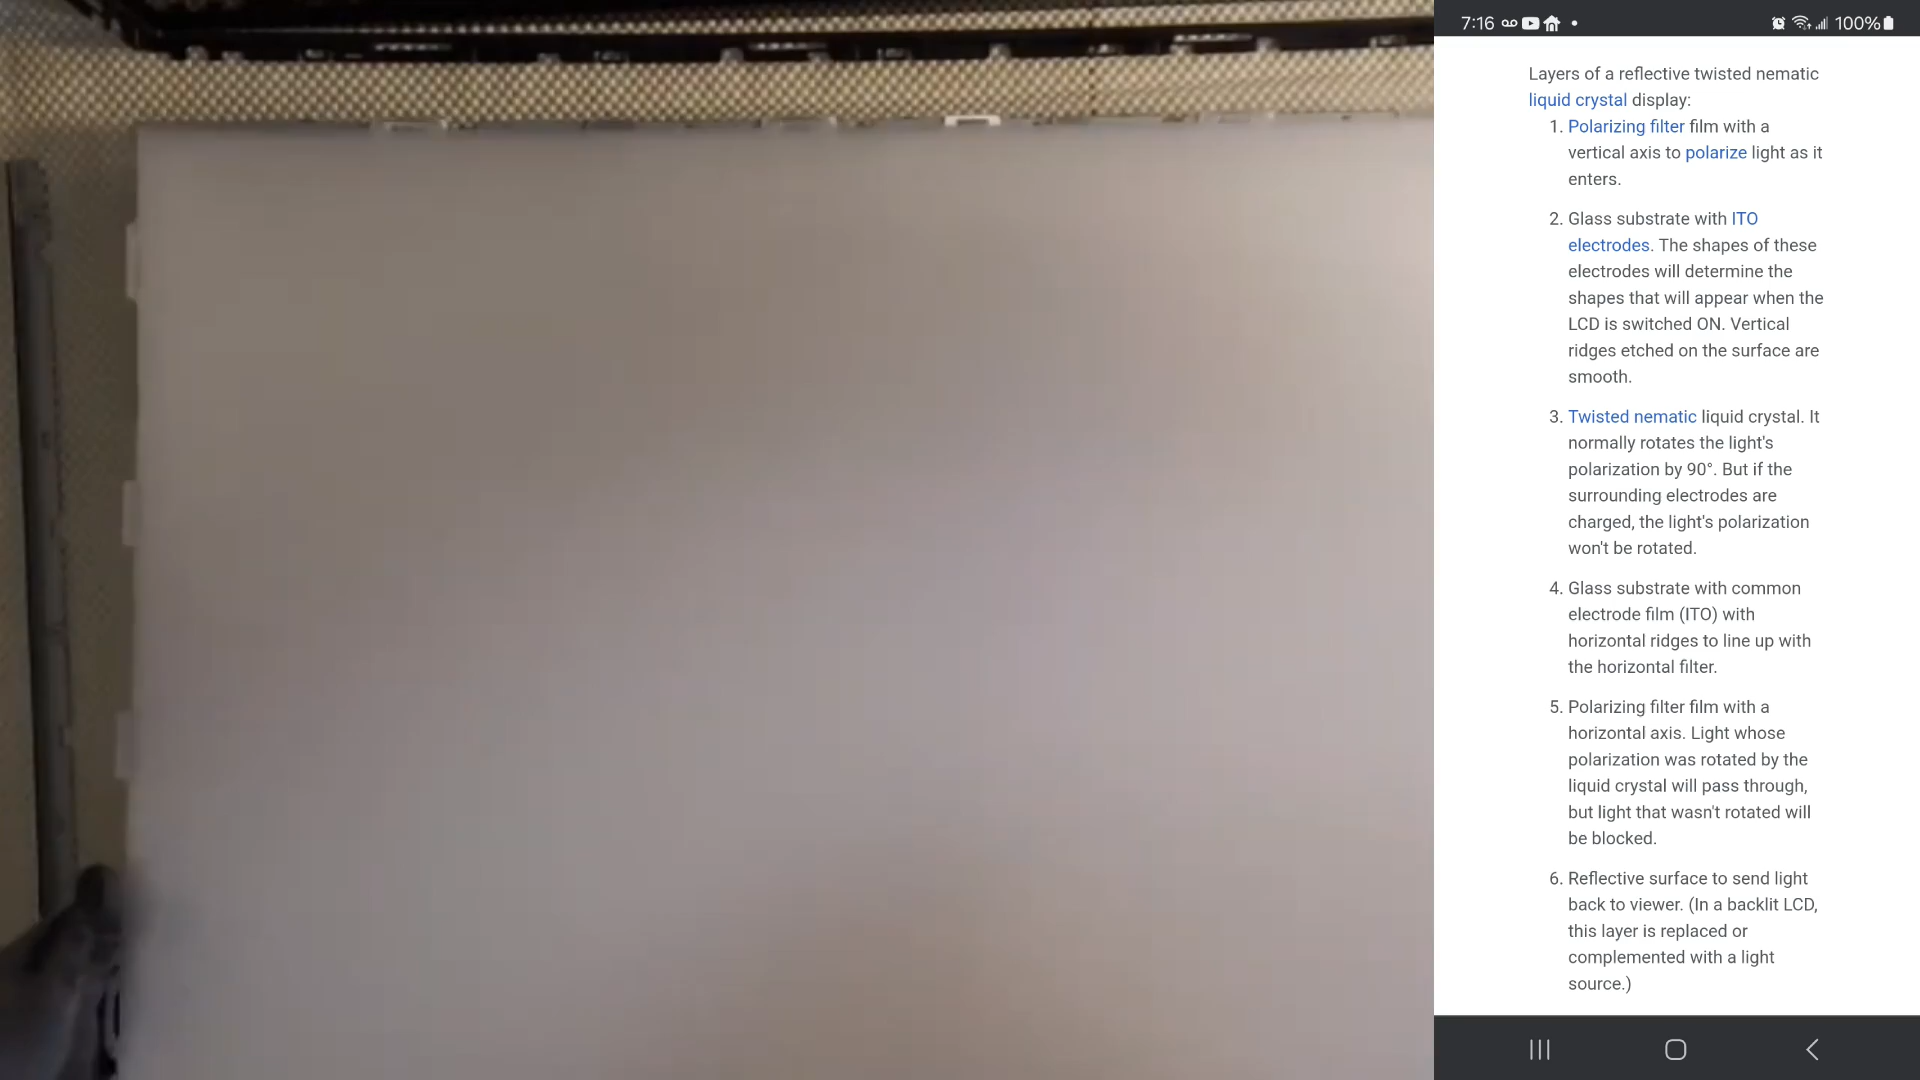 7:16
100%
Layers of a reflective twisted nematic
liquid crystal display:
1. Polarizing filter film with a
vertical axis to polarize light as it
enters.
2. Glass substrate with ITO
electrodes. The shapes of these
electrodes will determine the
shapes that will appear when the
LCD is switched ON. Vertical
ridges etched on the surface are
smooth.
3. Twisted nematic liquid crystal. It
normally rotates the light's
polarization by 90°. But if the
surrounding electrodes are
charged, the light's polarization
won't be rotated.
4. Glass substrate with common
electrode film (ITO) with
horizontal ridges to line up with
the horizontal filter.
5. Polarizing filter film with a
horizontal axis. Light whose
polarization was rotated by the
liquid crystal will pass through,
but light that wasn't rotated will
be blocked.
6. Reflective surface to send light
back to viewer. (In a backlit LCD,
this layer is replaced or
complemented with a light
source.)